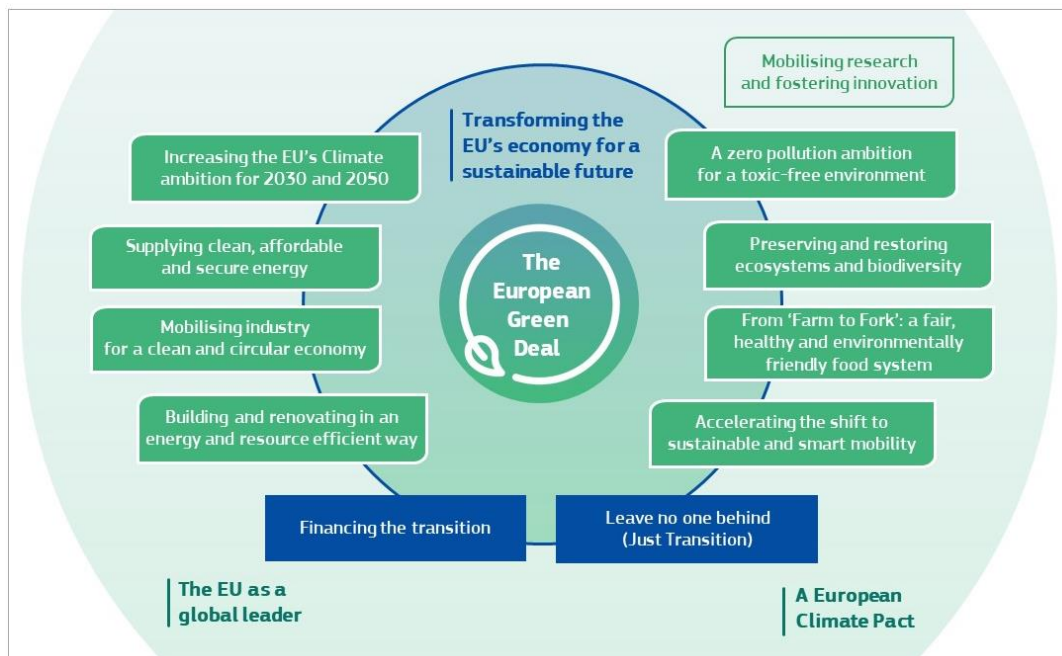 Mobilising research
and fostering innovation
Transforming the
EU's economy for a
sustainable future
Increasing the EU's Climate
ambition for 2030 and 2050
A zero pollution ambition
for a toxic-free environment
Supplying clean, affordable
and secure energy
Preserving and restoring
ecosystems and biodiversity
The
European
Green
Deal
Mobilising industry
for a clean and circular economy
From ‘Farm to Fork’: a fair,
healthy and environmentally
friendly food system
Building and renovating in an
energy and resource efficient way
Accelerating the shift to
sustainable and smart mobility
Financing the transition
Leave no one behind
(Just Transition)
The EU as a
global leader
A European
Climate Pact